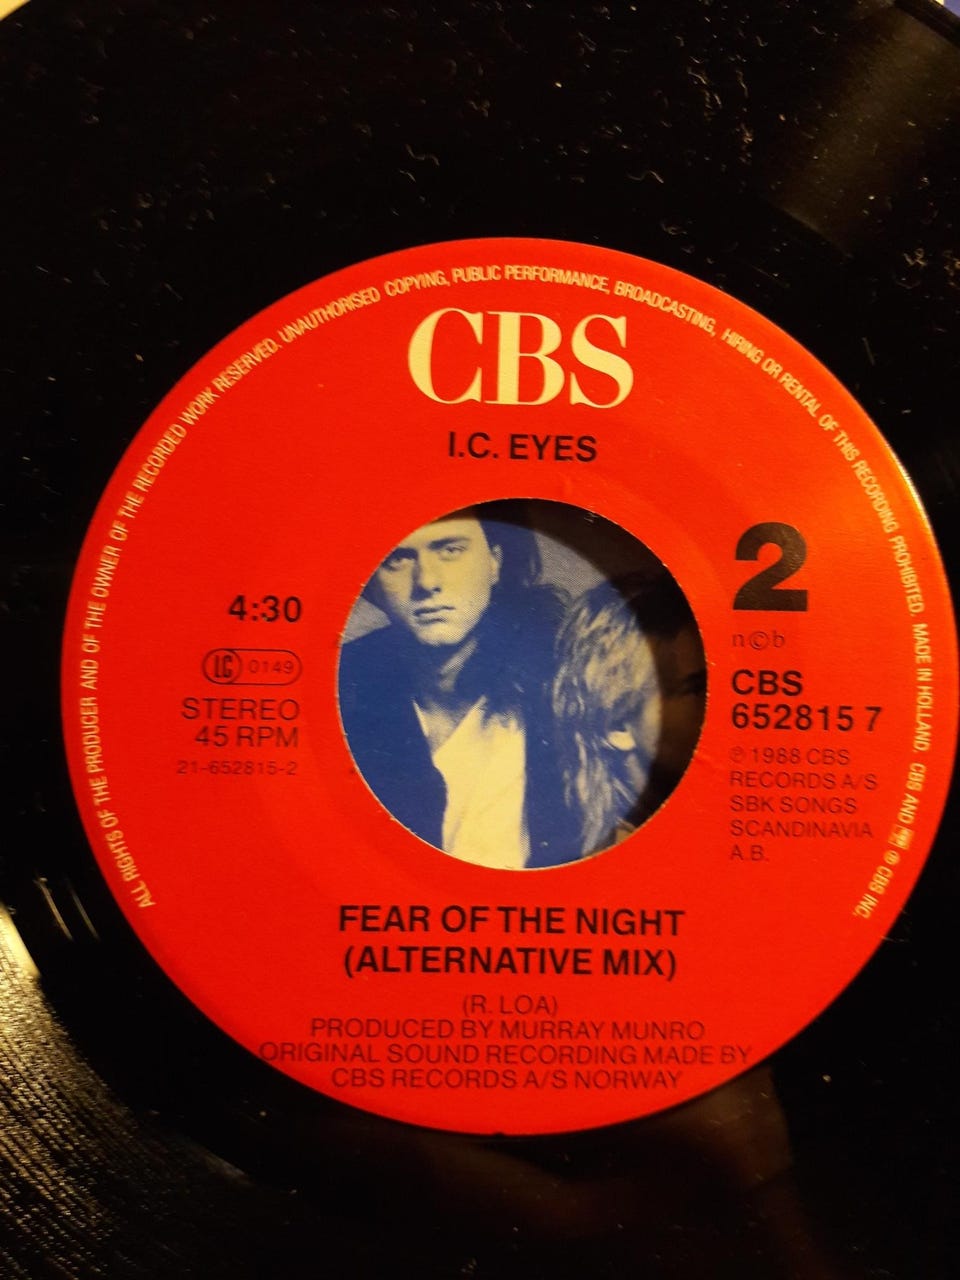 ALL RIGHTS OF THE PRODUCER AND OF THE OWNER OF THE RECORDED WORK RESERVED. UNAUTHORISED COPYING, PUBLIC PERFORMANCE, BROADCASTING, HIRING OR RENTAL OF THIS RECORDING PROHIBITED. MADE IN HOLLAND. CBS AND ℗ CBS INC.
CBS
I.C. EYES
4:30
LC 0149
STEREO
45 RPM
21-652815-2
2
n©b
CBS
652815 7
℗ 1988 CBS
RECORDS A/S
SBK SONGS
SCANDINAVIA
A.B.
FEAR OF THE NIGHT
(ALTERNATIVE MIX)
(R. LOA)
PRODUCED BY MURRAY MUNRO
ORIGINAL SOUND RECORDING MADE BY
CBS RECORDS A/S NORWAY